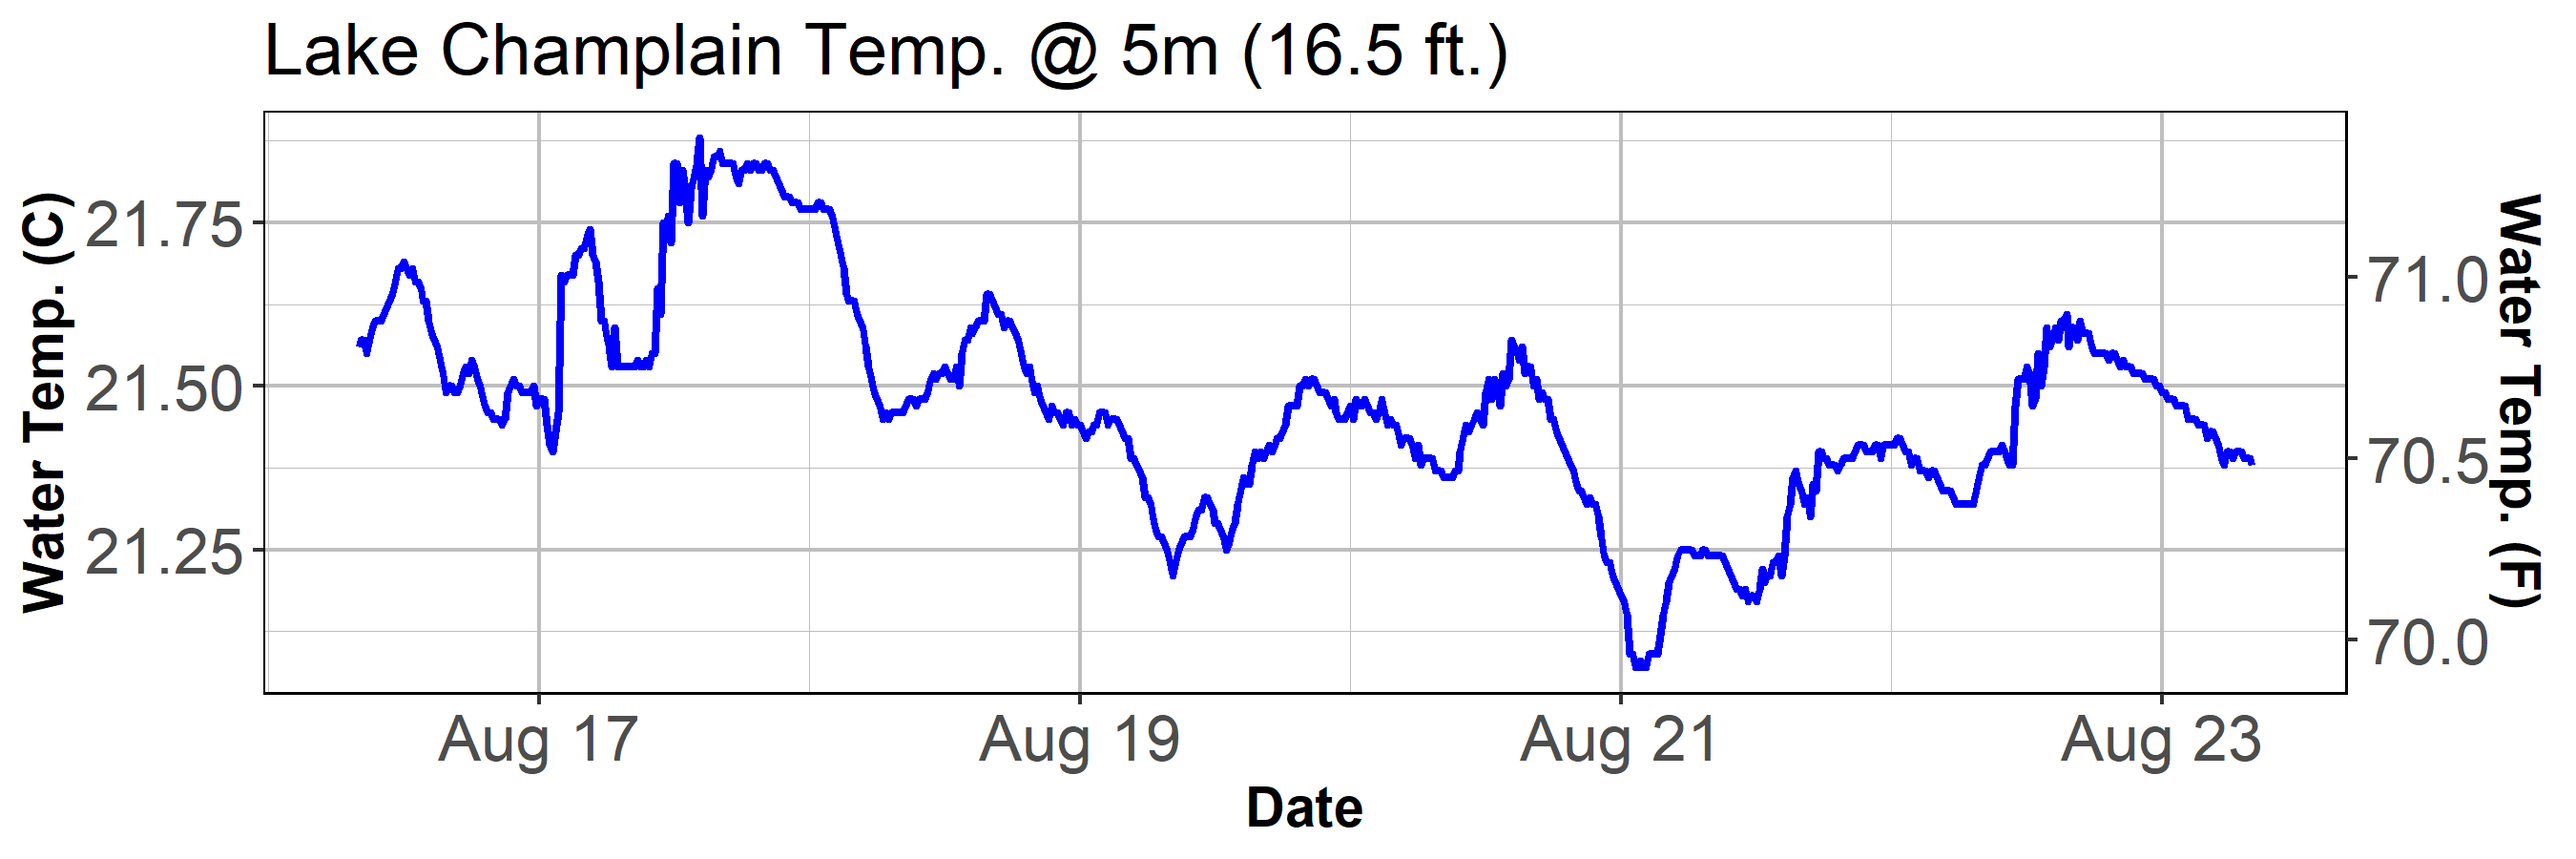 Lake Champlain Temp. @ 5m (16.5 ft.)
Water Temp. (C)
21.75
21.50
21.25
71.0
70.5
70.0
Water Temp. (F)
Aug 17
Aug 19
Aug 21
Aug 23
Date